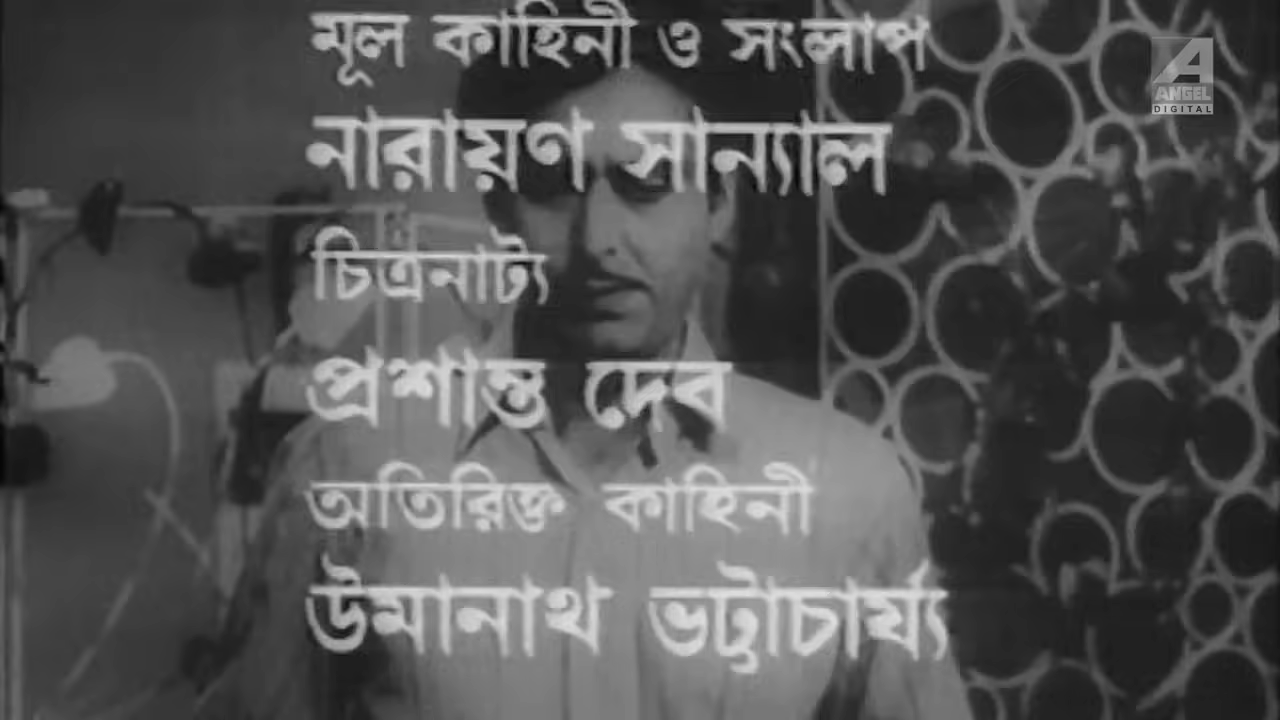 মূল কাহিনী ও সংলাপ
নারায়ণ সান্যাল
চিত্রনাট্য
প্রশান্ত দেব
অতিরিক্ত কাহিনী
উমানাথ ভট্টাচার্য্য
A
ANGEL
DIGITAL